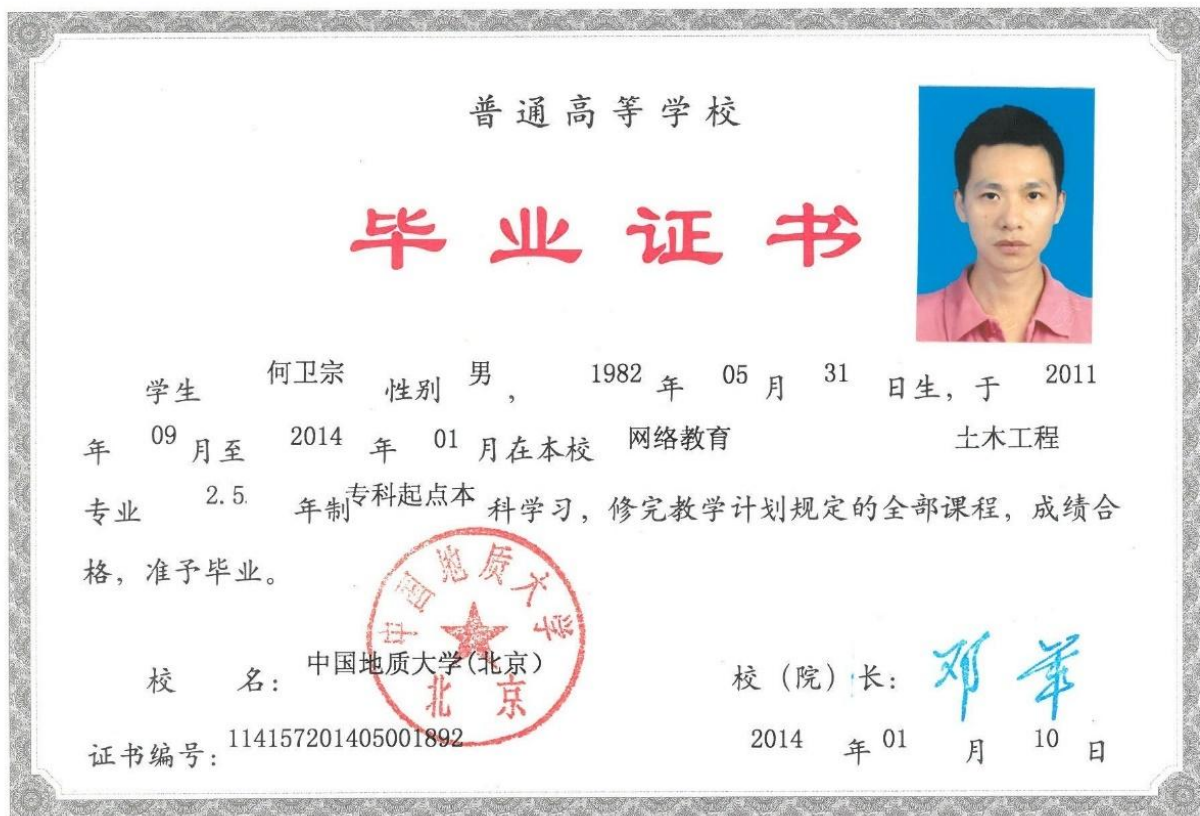 普通高等学校
毕业证书
学生 何卫宗 性别 男 , 1982 年 05 月 31 日生，于 2011
年 09 月至 2014 年 01 月在本校 网络教育 土木工程
专业 2.5 年制专科起点本科学习，修完教学计划规定的全部课程，成绩合
格，准予毕业。
中国地质大学
北京
校 名： 中国地质大学(北京） 校（院）长：
证书编号：114157201405001892 2014 年 01 月 10 日